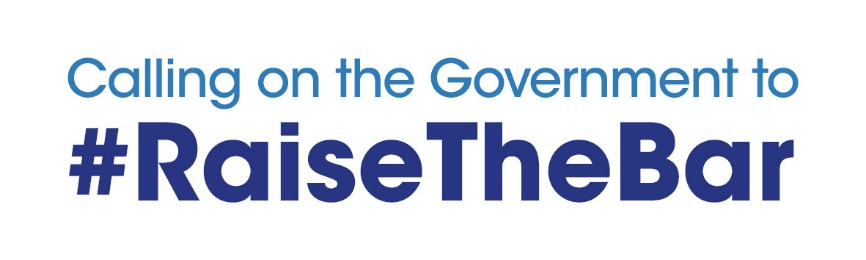 Calling on the Government to
#RaiseTheBar